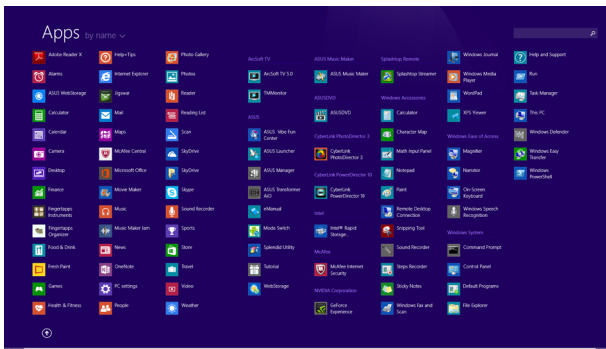 Apps by name
Adobe Reader X
Alarms
ASUS WebStorage
Calculator
Calendar
Camera
Desktop
Finance
Fingertapps
Instruments
Fingertapps
Organizer
Food & Drink
Fresh Paint
Games
Health & Fitness
Help+Tips
Internet Explorer
Jigswar
Mail
Maps
McAfee Central
Microsoft Office
Movie Maker
Music
Music Maker Jam
News
OneNote
PC settings
People
Photo Gallery
Photos
Reader
Reading List
Scan
SkyDrive
SkyDrive
Skype
Sound Recorder
Sports
Store
Travel
Video
Weather
ArcSoft TV
ArcSoft TV 5.0
TMMonitor
ASUS
ASUS Vibe Fun
Center
ASUS Launcher
ASUS Manager
ASUS Transformer
AiO
eManual
Mode Switch
Splendid Utility
Tutorial
WebStorage
ASUS Music Maker
ASUS Music Maker
ASUSDVD
ASUSDVD
CyberLink PhotoDirector 3
CyberLink
PhotoDirector 3
CyberLink PowerDirector 10
CyberLink
PowerDirector 10
Intel
Intel® Rapid
Storage...
McAfee
McAfee Internet
Security
NVIDIA Corporation
GeForce
Experience
Splashtop Remote
Splashtop Streamer
Windows Accessories
Calculator
Character Map
Math Input Panel
Notepad
Paint
Remote Desktop
Connection
Snipping Tool
Sound Recorder
Steps Recorder
Sticky Notes
Windows Fax and
Scan
Windows Journal
Windows Media
Player
WordPad
XPS Viewer
Windows Ease of Access
Magnifier
Narrator
On-Screen
Keyboard
Windows Speech
Recognition
Windows System
Command Prompt
Control Panel
Default Programs
File Explorer
Help and Support
Run
Task Manager
This PC
Windows Defender
Windows Easy
Transfer
Windows
PowerShell